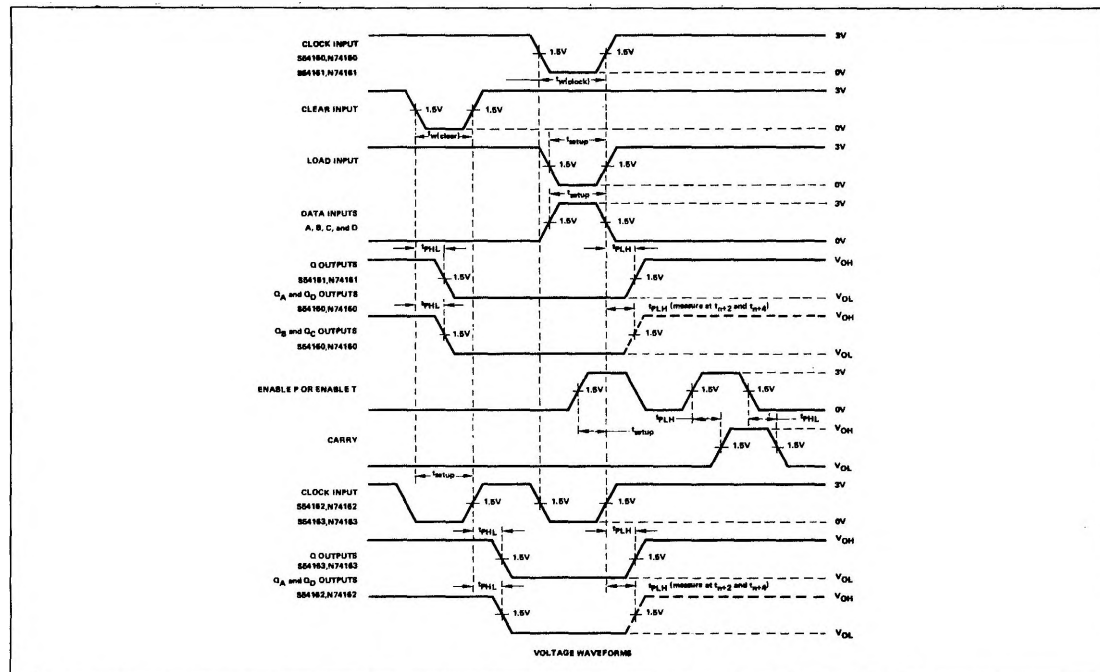 CLOCK INPUT
S54160,N74160
S54161,N74161
1.5V
1.5V
3V
0V
tw(clock)
CLEAR INPUT
1.5V
1.5V
3V
0V
tw(clear)
LOAD INPUT
tsetup
1.5V
1.5V
3V
0V
DATA INPUTS
A, B, C, and D
tsetup
1.5V
1.5V
3V
0V
Q OUTPUTS
S54161,N74161
QA and QD OUTPUTS
S54160,N74160
tPHL
1.5V
tPLH
1.5V
VOH
VOL
QB and QC OUTPUTS
S54160,N74160
tPHL
1.5V
tPLH (measure at tn+2 and tn+4)
1.5V
VOH
VOL
ENABLE P OR ENABLE T
1.5V
1.5V
1.5V
3V
0V
tsetup
tPLH
tPHL
CARRY
1.5V
1.5V
VOH
VOL
tsetup
CLOCK INPUT
S54162,N74162
S54163,N74163
1.5V
1.5V
1.5V
3V
0V
Q OUTPUTS
S54163,N74163
QA and QD OUTPUTS
S54162,N74162
tPHL
1.5V
tPLH
1.5V
VOH
VOL
tPHL
1.5V
tPLH (measure at tn+2 and tn+4)
1.5V
VOH
VOL
VOLTAGE WAVEFORMS